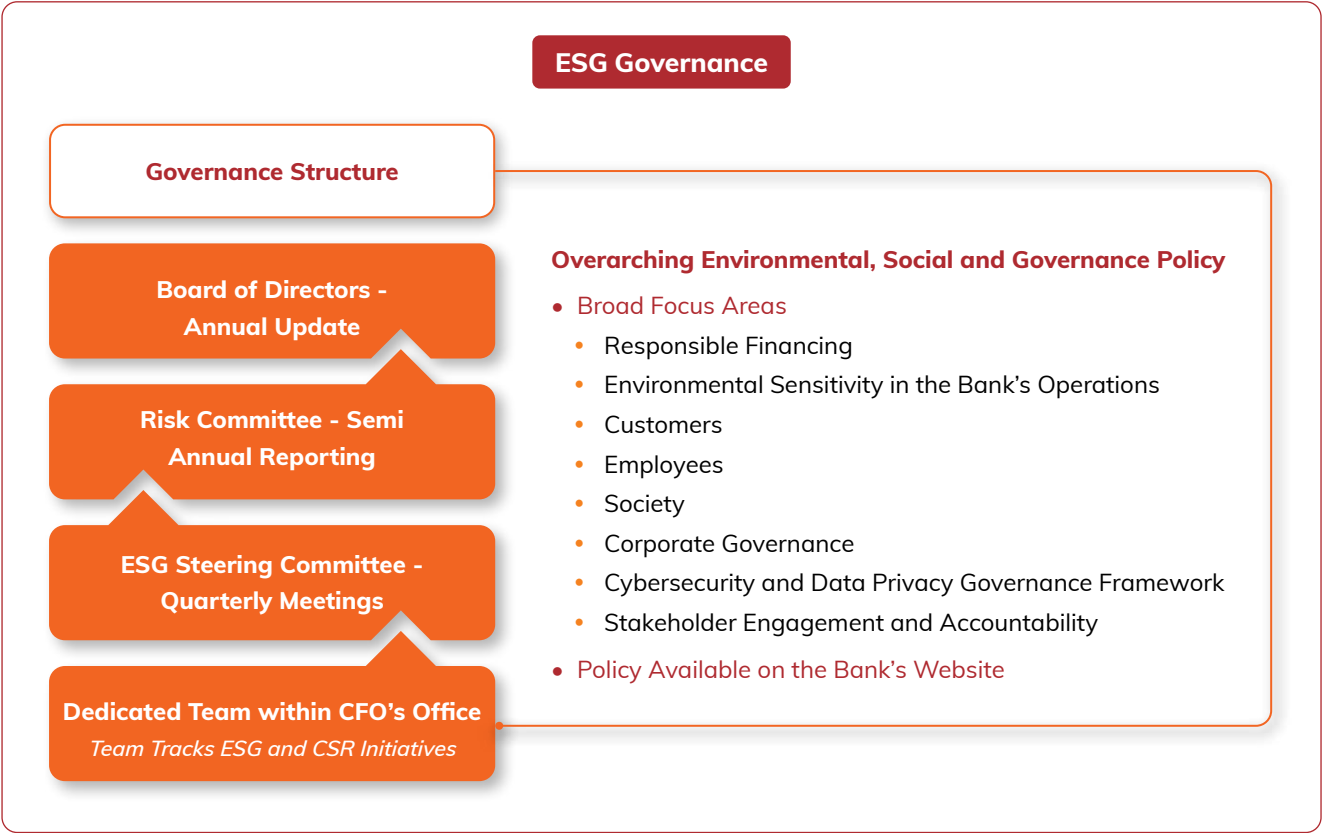 ESG Governance
Governance Structure
Board of Directors -
Annual Update
Risk Committee - Semi
Annual Reporting
ESG Steering Committee -
Quarterly Meetings
Dedicated Team within CFO’s Office
Team Tracks ESG and CSR Initiatives
Overarching Environmental, Social and Governance Policy
• Broad Focus Areas
• Responsible Financing
• Environmental Sensitivity in the Bank’s Operations
• Customers
• Employees
• Society
• Corporate Governance
• Cybersecurity and Data Privacy Governance Framework
• Stakeholder Engagement and Accountability
• Policy Available on the Bank’s Website